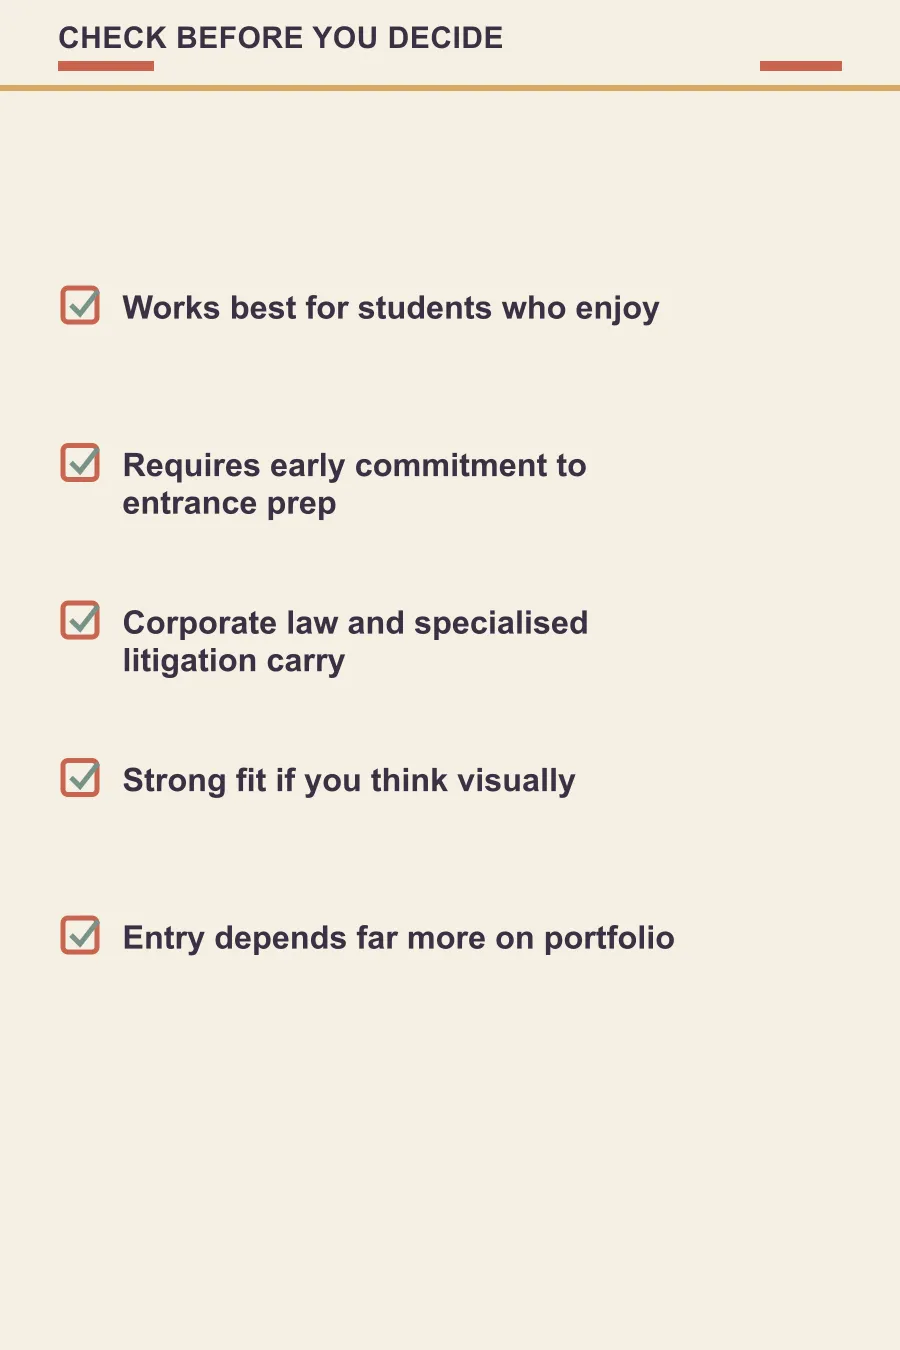 CHECK BEFORE YOU DECIDE
Works best for students who enjoy
Requires early commitment to
entrance prep
Corporate law and specialised
litigation carry
Strong fit if you think visually
Entry depends far more on portfolio